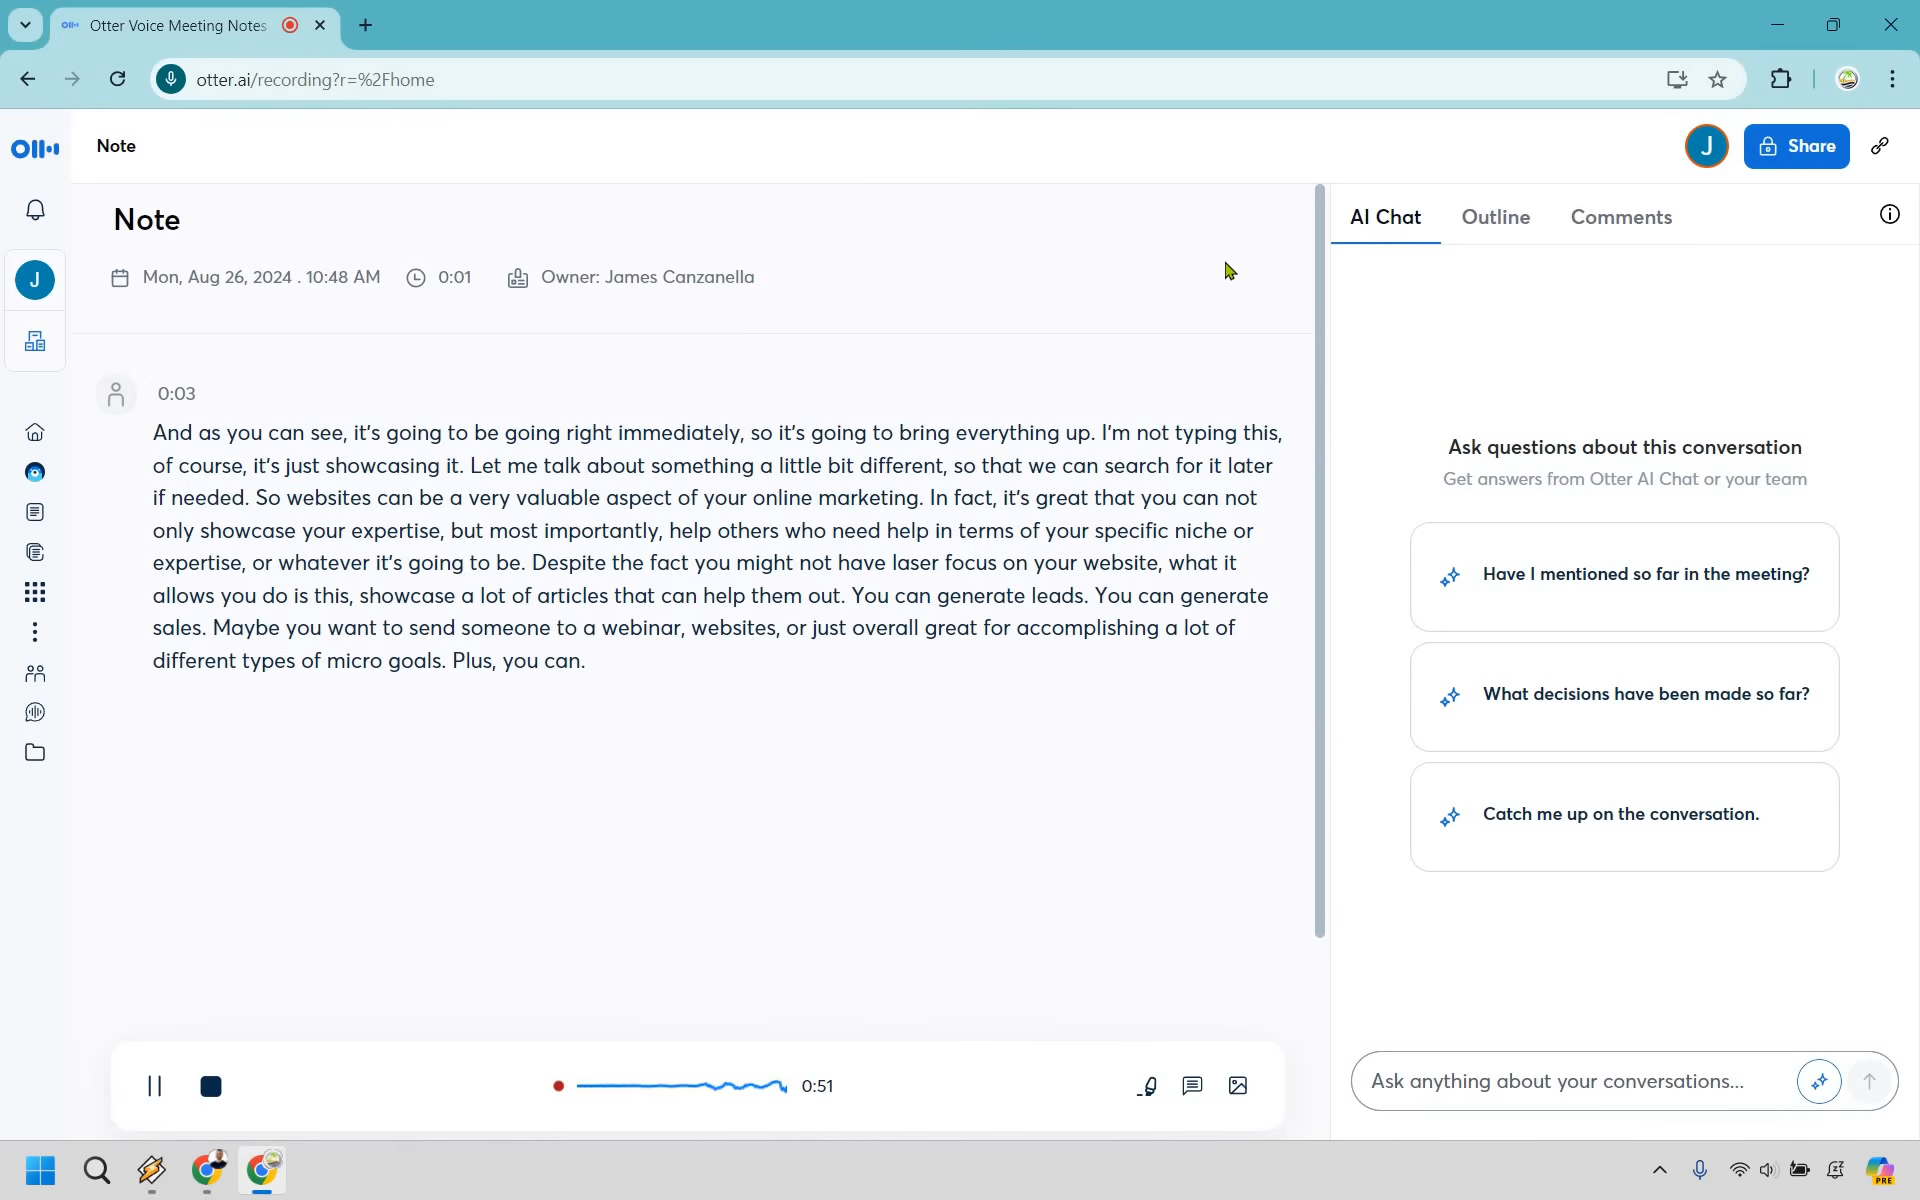 Otter Voice Meeting Notes
otter.ai/recording?r=%2Fhome
Note
J
Share
Note
Mon, Aug 26, 2024 . 10:48 AM
0:01
Owner: James Canzanella
J
0:03
And as you can see, it's going to be going right immediately, so it's going to bring everything up. I'm not typing this,
of course, it's just showcasing it. Let me talk about something a little bit different, so that we can search for it later
if needed. So websites can be a very valuable aspect of your online marketing. In fact, it's great that you can not
only showcase your expertise, but most importantly, help others who need help in terms of your specific niche or
expertise, or whatever it's going to be. Despite the fact you might not have laser focus on your website, what it
allows you do is this, showcase a lot of articles that can help them out. You can generate leads. You can generate
sales. Maybe you want to send someone to a webinar, websites, or just overall great for accomplishing a lot of
different types of micro goals. Plus, you can.
0:51
AI Chat
Outline
Comments
Ask questions about this conversation
Get answers from Otter AI Chat or your team
Have I mentioned so far in the meeting?
What decisions have been made so far?
Catch me up on the conversation.
Ask anything about your conversations...
PRE